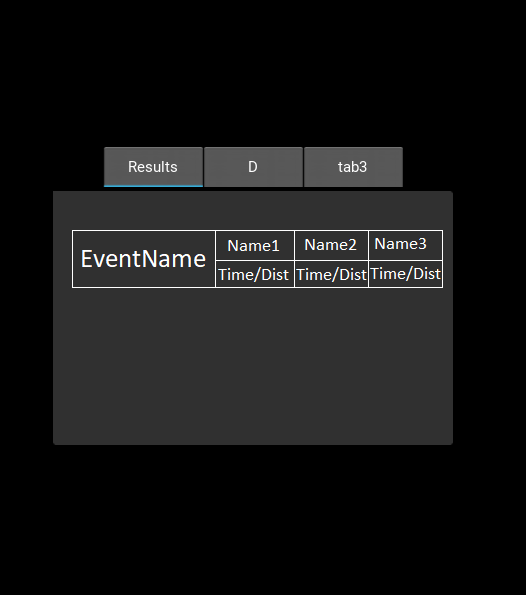 Results D tab3
EventName
Name1 Name2 Name3
Time/Dist Time/Dist Time/Dist